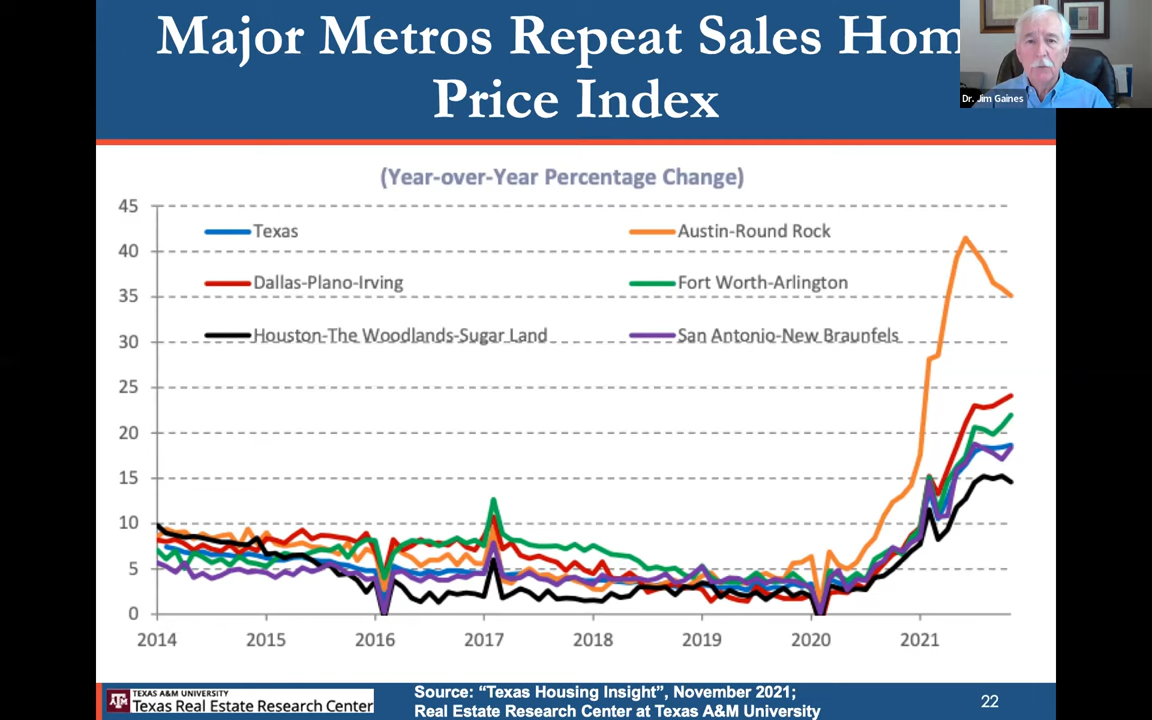 Major Metros Repeat Sales Hom
Price Index
Dr. Jim Gaines
(Year-over-Year Percentage Change)
45
40
35
30
25
20
15
10
5
0
Texas
Austin-Round Rock
Dallas-Plano-Irving
Fort Worth-Arlington
Houston-The Woodlands-Sugar Land
San Antonio-New Braunfels
2014 2015 2016 2017 2018 2019 2020 2021
TEXAS A&M UNIVERSITY
Texas Real Estate Research Center
Source: “Texas Housing Insight”, November 2021;
Real Estate Research Center at Texas A&M University
22